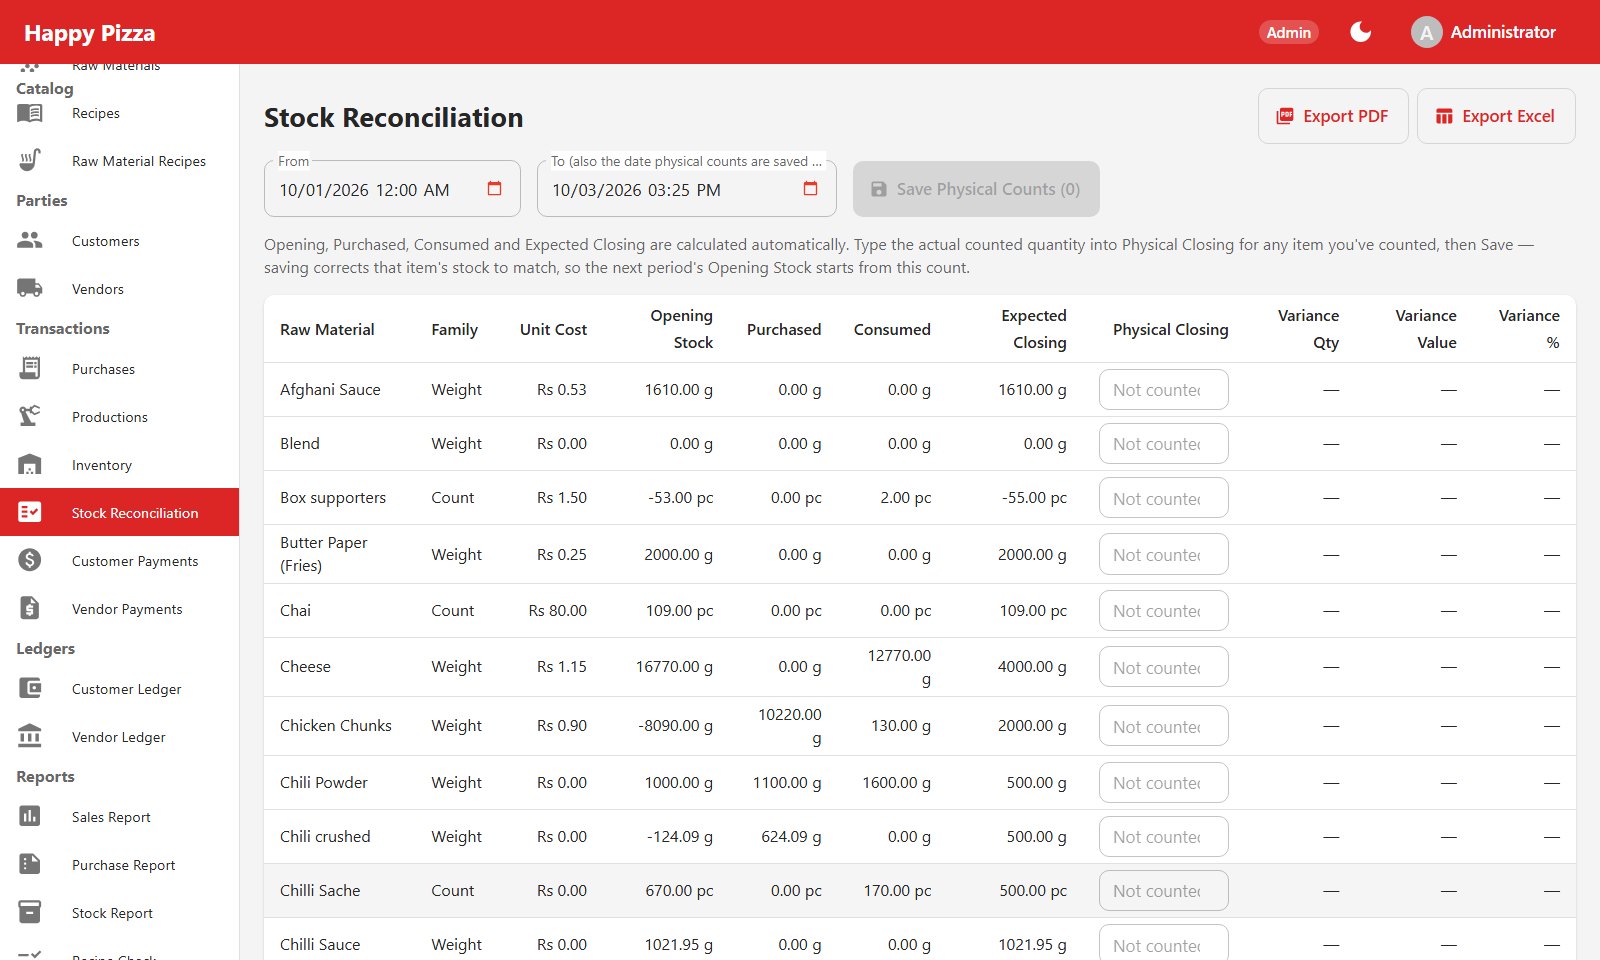 Happy Pizza
Admin
A
Administrator
Raw Materials
Catalog
Recipes
Raw Material Recipes
Parties
Customers
Vendors
Transactions
Purchases
Productions
Inventory
Stock Reconciliation
Customer Payments
Vendor Payments
Ledgers
Customer Ledger
Vendor Ledger
Reports
Sales Report
Purchase Report
Stock Report
Recipe Check
Stock Reconciliation
PDF Export PDF
Export Excel
From
10/01/2026 12:00 AM
To (also the date physical counts are saved ...
10/03/2026 03:25 PM
Save Physical Counts (0)
Opening, Purchased, Consumed and Expected Closing are calculated automatically. Type the actual counted quantity into Physical Closing for any item you've counted, then Save —
saving corrects that item's stock to match, so the next period's Opening Stock starts from this count.
Raw Material Family Unit Cost Opening Stock Purchased Consumed Expected Closing Physical Closing Variance Qty Variance Value Variance %
Afghani Sauce Weight Rs 0.53 1610.00 g 0.00 g 0.00 g 1610.00 g Not counted — — —
Blend Weight Rs 0.00 0.00 g 0.00 g 0.00 g 0.00 g Not counted — — —
Box supporters Count Rs 1.50 -53.00 pc 0.00 pc 2.00 pc -55.00 pc Not counted — — —
Butter Paper (Fries) Weight Rs 0.25 2000.00 g 0.00 g 0.00 g 2000.00 g Not counted — — —
Chai Count Rs 80.00 109.00 pc 0.00 pc 0.00 pc 109.00 pc Not counted — — —
Cheese Weight Rs 1.15 16770.00 g 0.00 g 12770.00 g 4000.00 g Not counted — — —
Chicken Chunks Weight Rs 0.90 -8090.00 g 10220.00 g 130.00 g 2000.00 g Not counted — — —
Chili Powder Weight Rs 0.00 1000.00 g 1100.00 g 1600.00 g 500.00 g Not counted — — —
Chili crushed Weight Rs 0.00 -124.09 g 624.09 g 0.00 g 500.00 g Not counted — — —
Chilli Sache Count Rs 0.00 670.00 pc 0.00 pc 170.00 pc 500.00 pc Not counted — — —
Chilli Sauce Weight Rs 0.00 1021.95 g 0.00 g 0.00 g 1021.95 g Not counted — — —